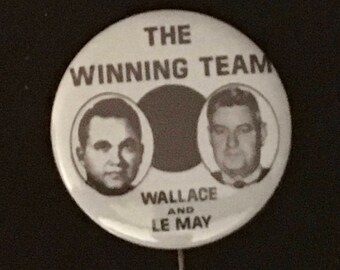 THE
WINNING TEAM
WALLACE
AND
LE MAY